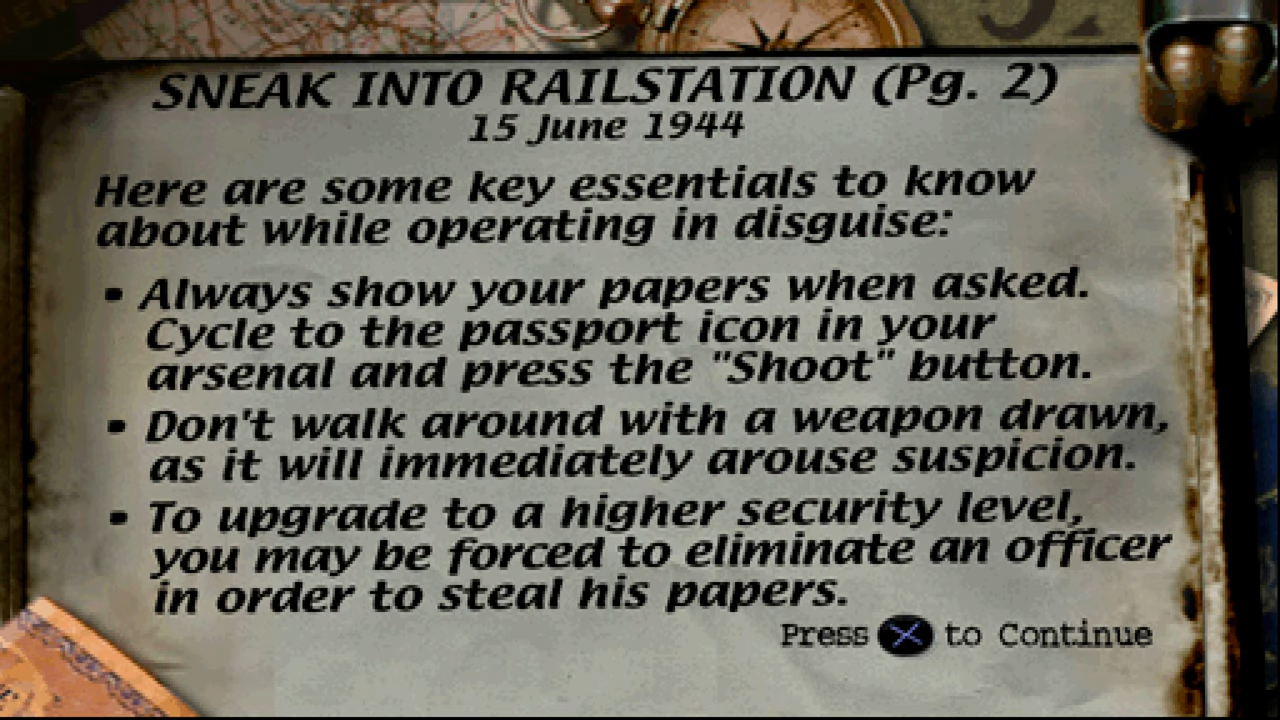 SNEAK INTO RAILSTATION (Pg. 2)
15 June 1944
Here are some key essentials to know
about while operating in disguise:
• Always show your papers when asked.
Cycle to the passport icon in your
arsenal and press the "Shoot" button.
• Don't walk around with a weapon drawn,
as it will immediately arouse suspicion.
• To upgrade to a higher security level,
you may be forced to eliminate an officer
in order to steal his papers.
Press X to Continue